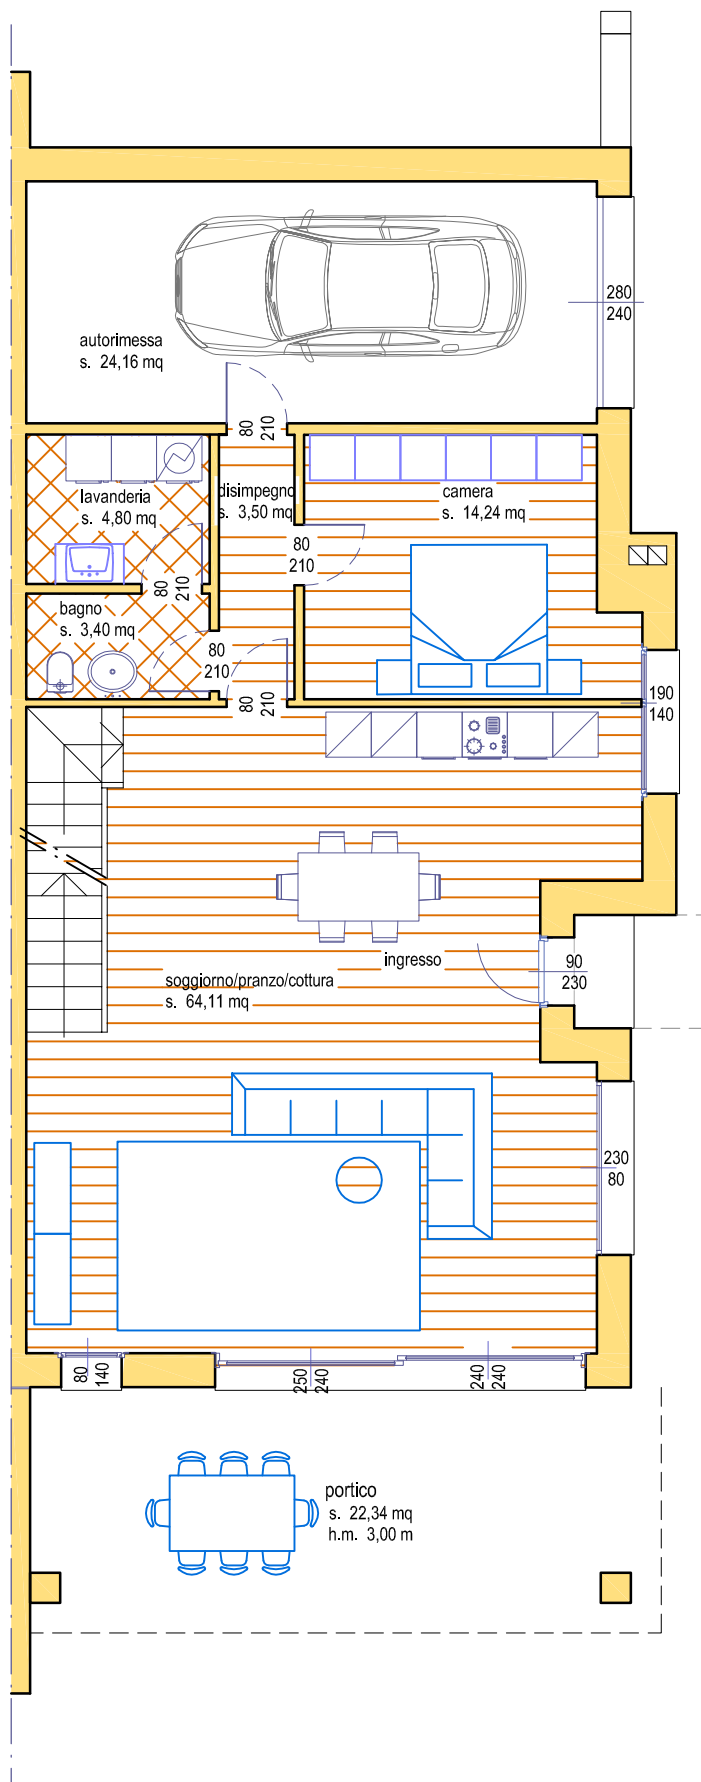 280
240
autorimessa
s. 24,16 mq
80
210
lavanderia
s. 4,80 mq
disimpegno
s. 3,50 mq
camera
s. 14,24 mq
80
210
80
210
bagno
s. 3,40 mq
80
210
80
210
190
140
ingresso
90
230
soggiorno/pranzo/cottura
s. 64,11 mq
230
80
80
140
250
240
240
240
portico
s. 22,34 mq
h.m. 3,00 m